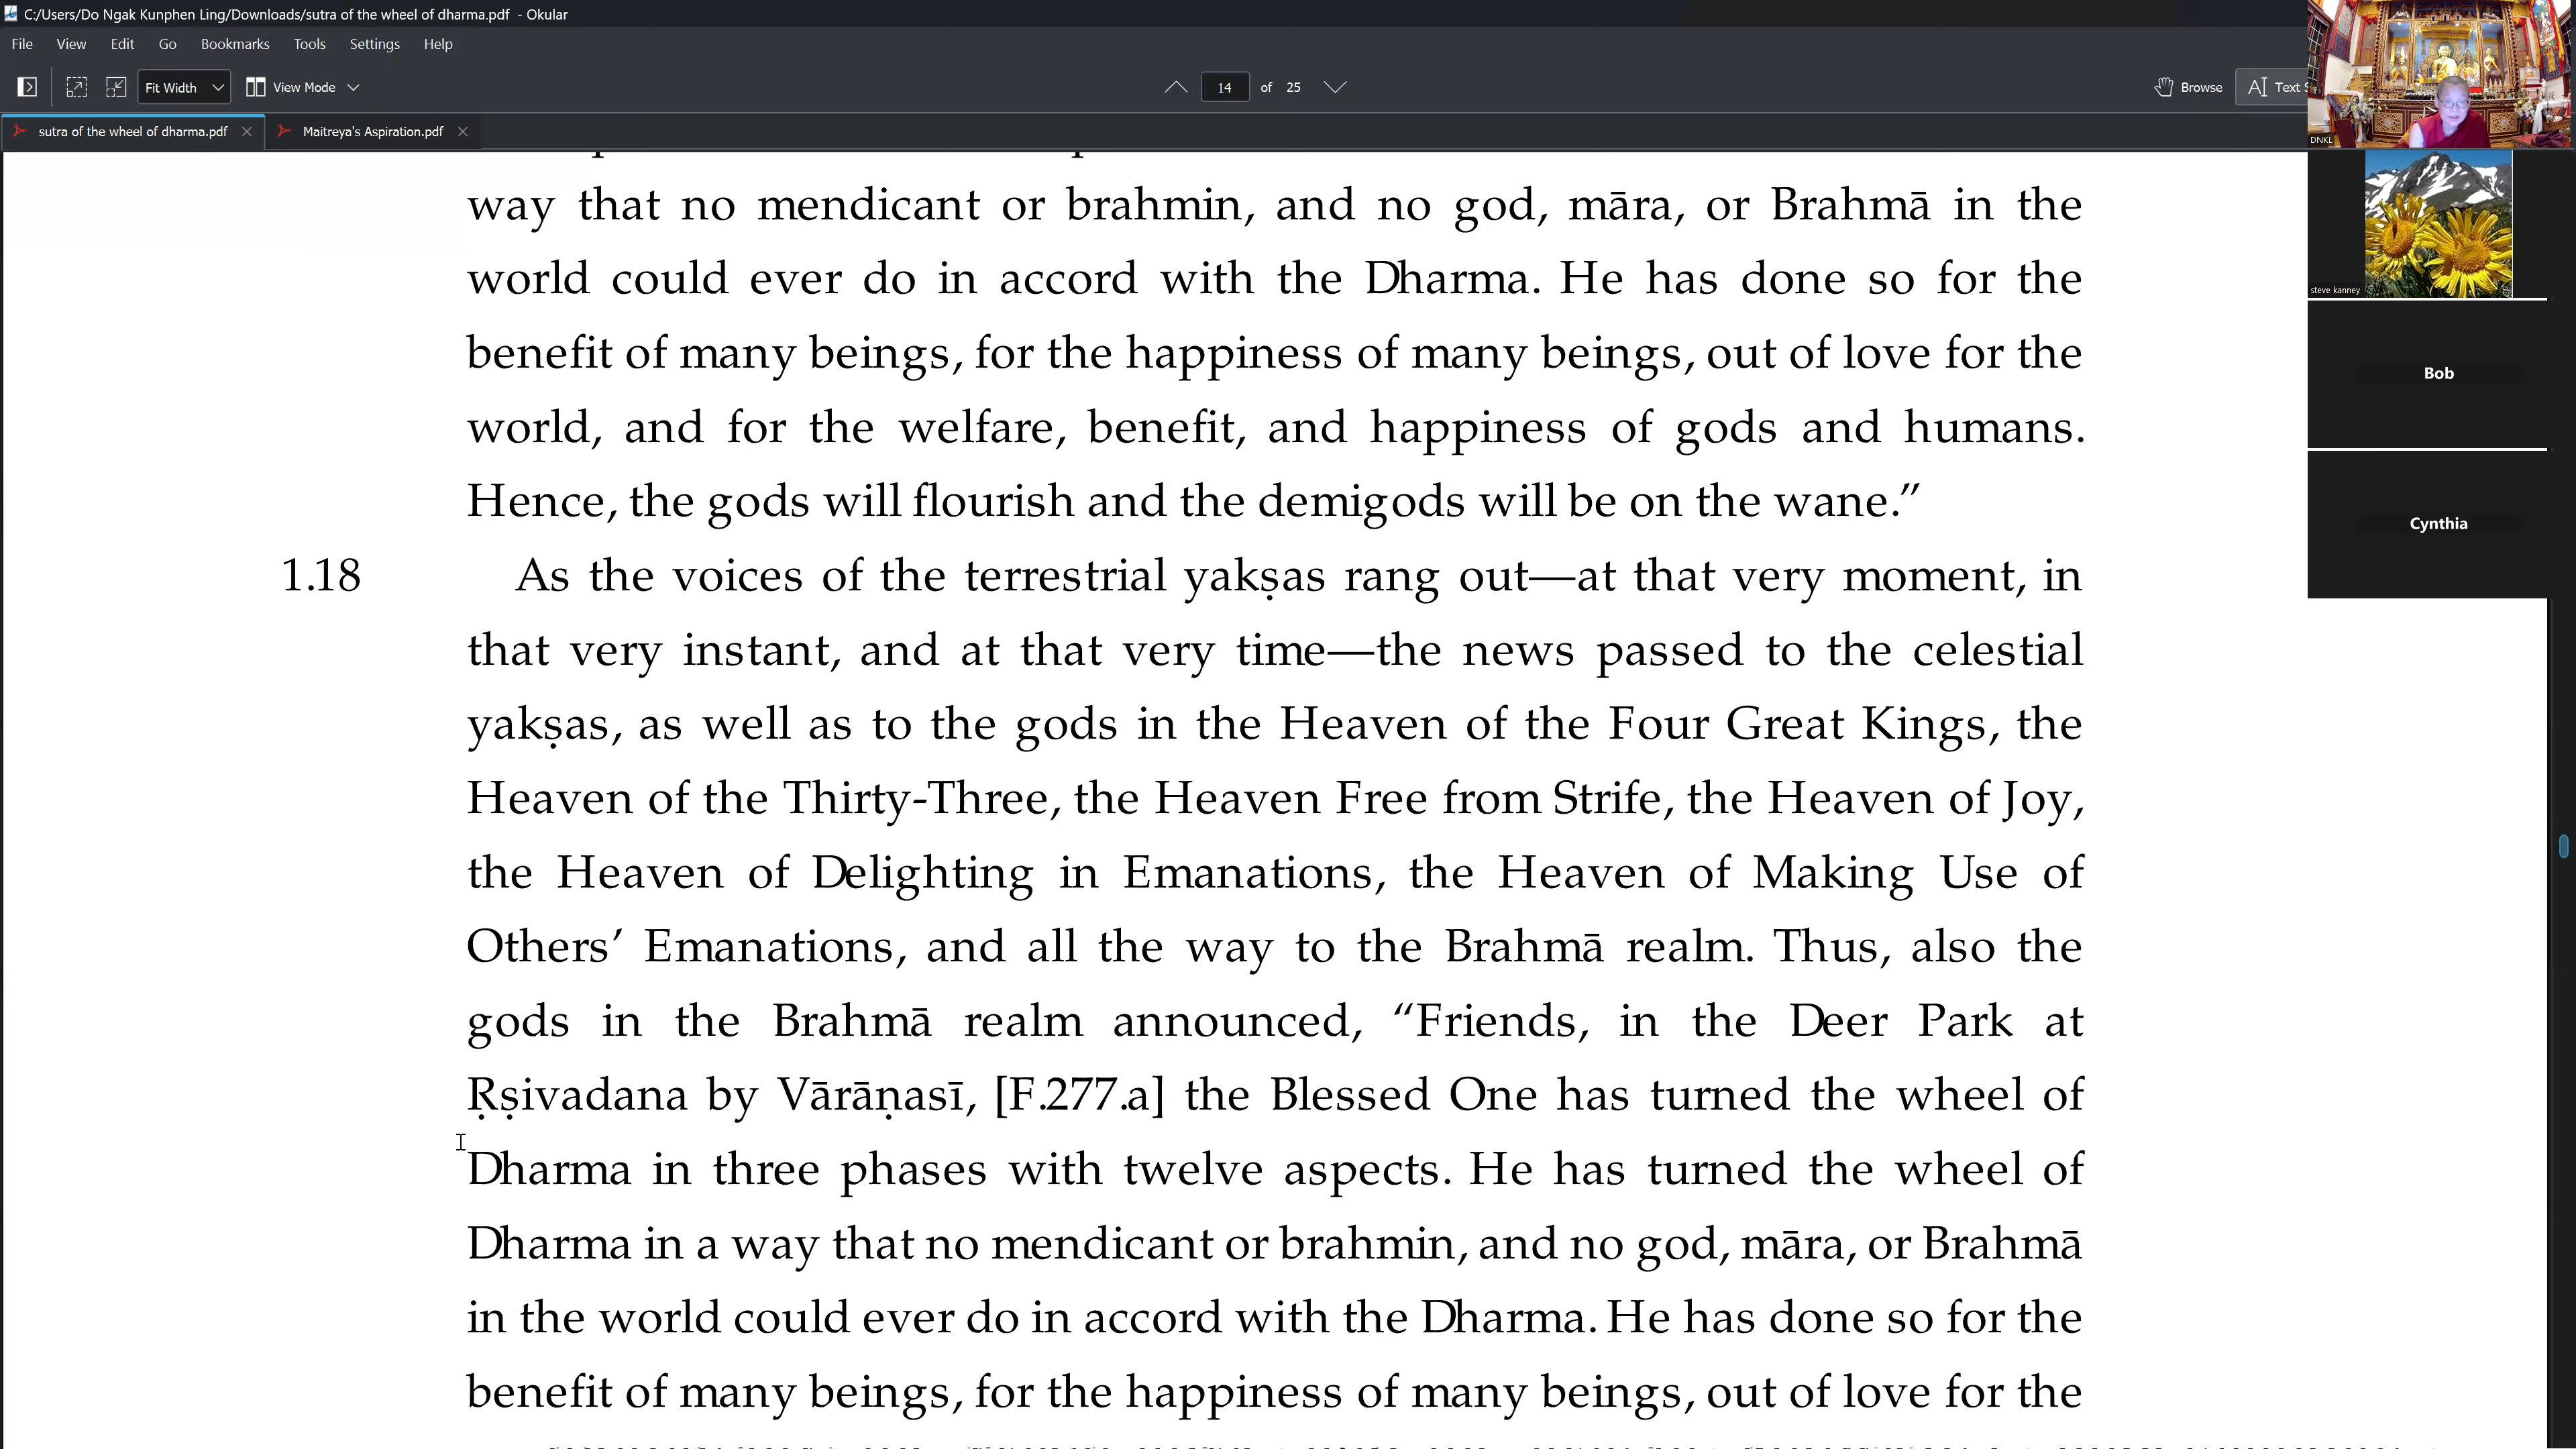 C:/Users/Do Ngak Kunphen Ling/Downloads/sutra of the wheel of dharma.pdf - Okular
File View Edit Go Bookmarks Tools Settings Help
Fit Width View Mode 14 of 25 Browse Text
sutra of the wheel of dharma.pdf Maitreya's Aspiration.pdf
DNKL
steve kanney
Bob
Cynthia
way that no mendicant or brahmin, and no god, māra, or Brahmā in the
world could ever do in accord with the Dharma. He has done so for the
benefit of many beings, for the happiness of many beings, out of love for the
world, and for the welfare, benefit, and happiness of gods and humans.
Hence, the gods will flourish and the demigods will be on the wane.”
1.18 As the voices of the terrestrial yakṣas rang out—at that very moment, in
that very instant, and at that very time—the news passed to the celestial
yakṣas, as well as to the gods in the Heaven of the Four Great Kings, the
Heaven of the Thirty-Three, the Heaven Free from Strife, the Heaven of Joy,
the Heaven of Delighting in Emanations, the Heaven of Making Use of
Others’ Emanations, and all the way to the Brahmā realm. Thus, also the
gods in the Brahmā realm announced, “Friends, in the Deer Park at
Ṛṣivadana by Vārāṇasī, [F.277.a] the Blessed One has turned the wheel of
Dharma in three phases with twelve aspects. He has turned the wheel of
Dharma in a way that no mendicant or brahmin, and no god, māra, or Brahmā
in the world could ever do in accord with the Dharma. He has done so for the
benefit of many beings, for the happiness of many beings, out of love for the